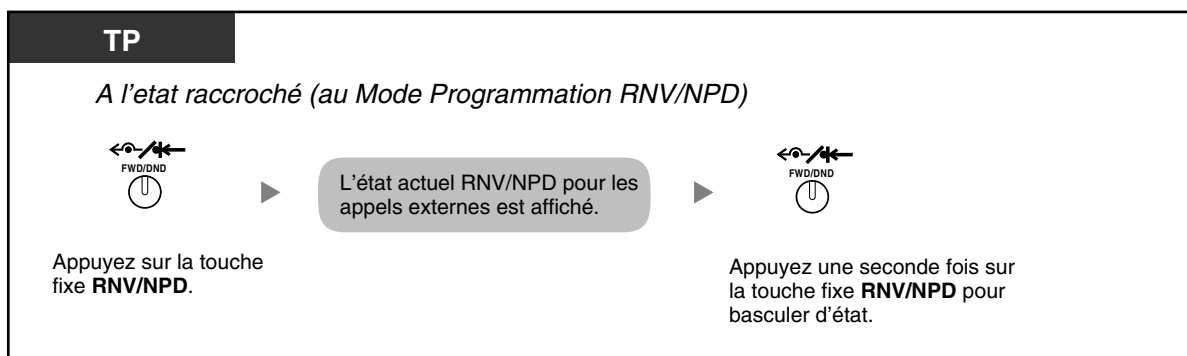 TP
A l'etat raccroché (au Mode Programmation RNV/NPD)
FWD/DND
L'état actuel RNV/NPD pour les
appels externes est affiché.
FWD/DND
Appuyez sur la touche
fixe RNV/NPD.
Appuyez une seconde fois sur
la touche fixe RNV/NPD pour
basculer d'état.